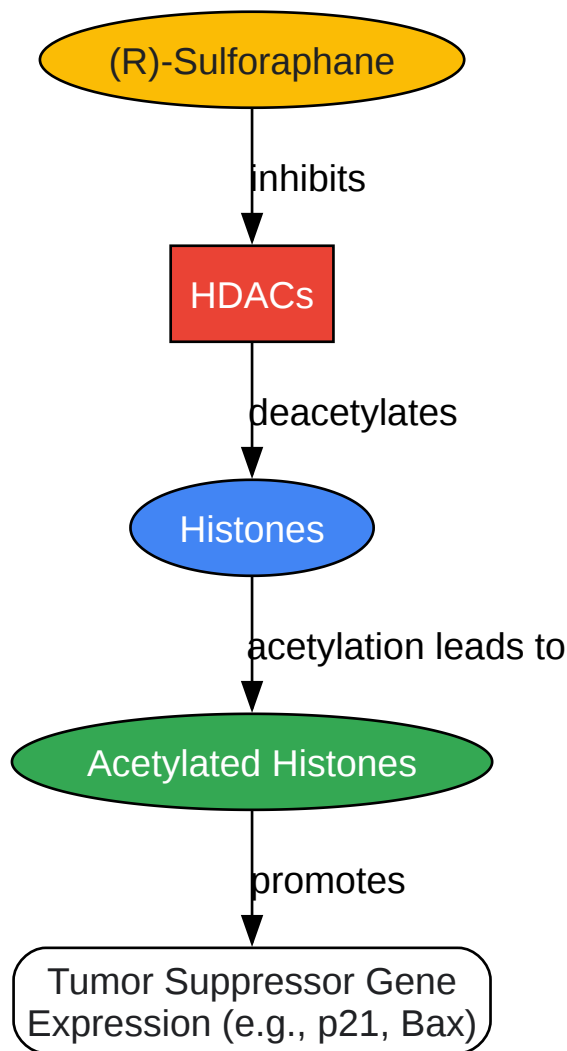 (R)-Sulforaphane
inhibits
HDACs
deacetylates
Histones
acetylation leads to
Acetylated Histones
promotes
Tumor Suppressor Gene
Expression (e.g., p21, Bax)